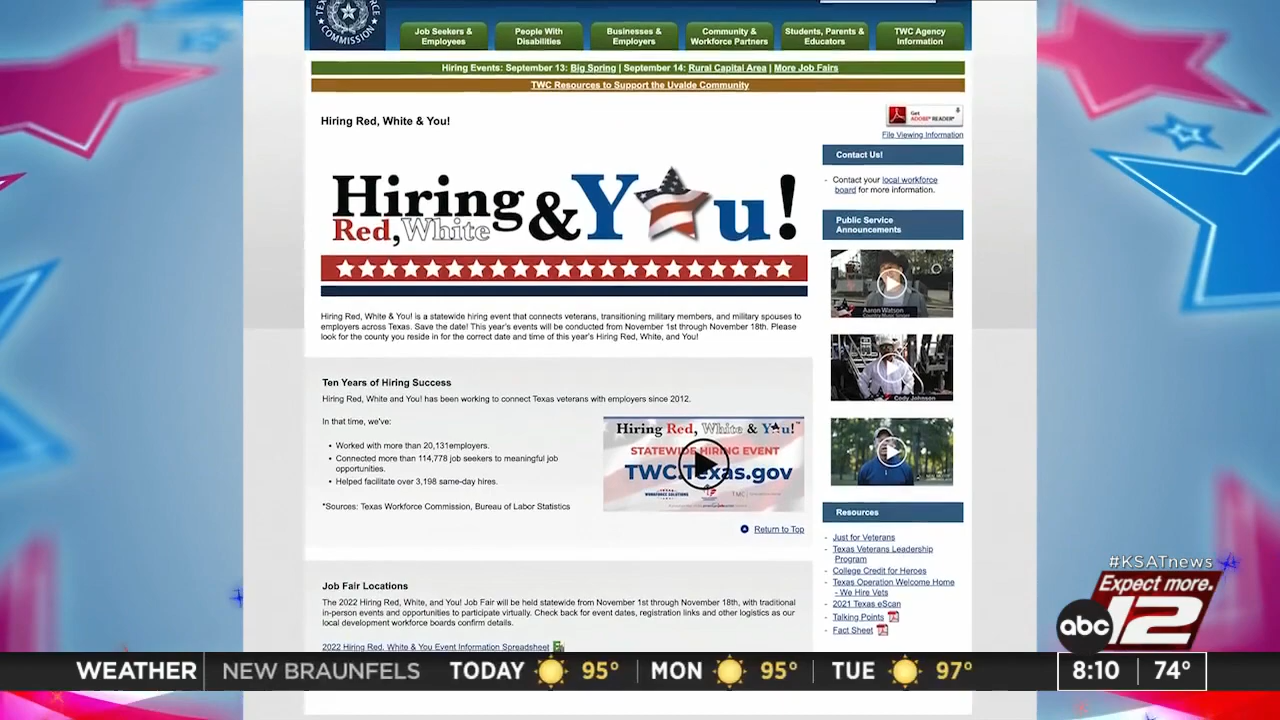 COMMISSION
Job Seekers &
Employees
People With
Disabilities
Businesses &
Employers
Community &
Workforce Partners
Students, Parents &
Educators
TWC Agency
Information
Hiring Events: September 13: Big Spring | September 14: Rural Capital Area | More Job Fairs
TWC Resources to Support the Uvalde Community
Hiring Red, White & You!
Get
ADOBE® READER®
File Viewing Information
Hiring
Red, White
& You!
Hiring Red, White & You! is a statewide hiring event that connects veterans, transitioning military members, and military spouses to
employers across Texas. Save the date! This year's events will be conducted from November 1st through November 18th. Please
look for the county you reside in for the correct date and time of this year's Hiring Red, White, and You!
Ten Years of Hiring Success
Hiring Red, White and You! has been working to connect Texas veterans with employers since 2012.
In that time, we've:
• Worked with more than 20,131employers.
• Connected more than 114,778 job seekers to meaningful job
opportunities.
• Helped facilitate over 3,198 same-day hires.
*Sources: Texas Workforce Commission, Bureau of Labor Statistics
Hiring Red, White & You!
STATEWIDE HIRING EVENT
TWC.Texas.gov
WORKFORCE SOLUTIONS
TMC
Return to Top
Job Fair Locations
The 2022 Hiring Red, White, and You! Job Fair will be held statewide from November 1st through November 18th, with traditional
in-person events and opportunities to participate virtually. Check back for event dates, registration links and other logistics as our
local development workforce boards confirm details.
2022 Hiring Red, White & You Event Information Spreadsheet
Contact Us!
- Contact your local workforce
board for more information.
Public Service
Announcements
Aaron Watson
Country Music Singer
Cody Johnson
Resources
- Just for Veterans
- Texas Veterans Leadership
Program
- College Credit for Heroes
- Texas Operation Welcome Home
- We Hire Vets
- 2021 Texas eScan
- Talking Points
- Fact Sheet
#KSATnews
Expect more.
abc 12
WEATHER NEW BRAUNFELS TODAY 95° MON 95° TUE 97° 8:10 74°